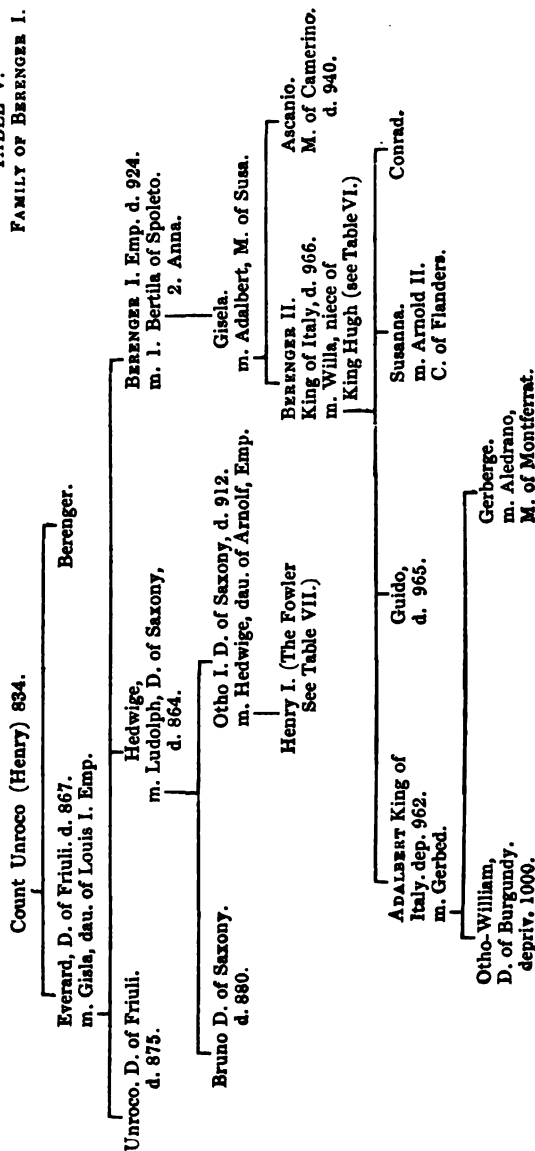 FAMILY OF BERENGER I.
Count Unroco (Henry) 834.
Everard, D. of Friuli. d. 867.
m. Gisla, dau. of Louis I. Emp.
Berenger.
Unroco. D. of Friuli.
d. 875.
Hedwige,
m. Ludolph, D. of Saxony,
d. 864.
BERENGER I. Emp. d. 924.
m. 1. Bertila of Spoleto.
2. Anna.
Bruno D. of Saxony.
d. 880.
Otho I. D. of Saxony, d. 912.
m. Hedwige, dau. of Arnolf, Emp.
Gisela.
m. Adalbert, M. of Susa.
Henry I. (The Fowler
See Table VII.)
BERENGER II.
King of Italy, d. 966.
m. Willa, niece of
King Hugh (see Table VI.)
Ascanio.
M. of Camerino.
d. 940.
ADALBERT King of
Italy. dep. 962.
m. Gerbed.
Guido,
d. 965.
Susanna.
m. Arnold II.
C. of Flanders.
Conrad.
Otho-William,
D. of Burgundy.
depriv. 1000.
Gerberge.
m. Aledrano,
M. of Montferrat.